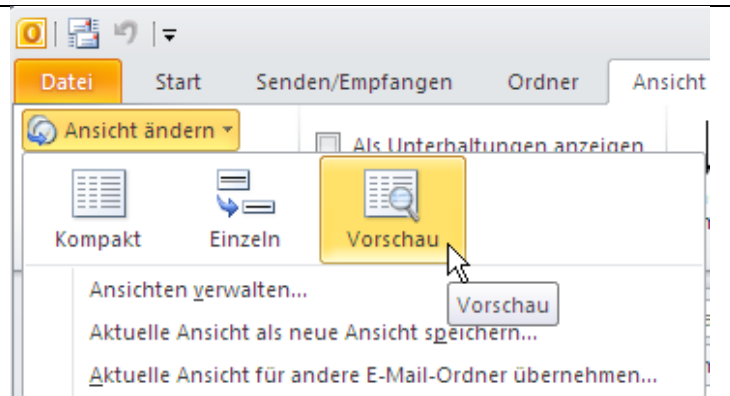 Datei Start Senden/Empfangen Ordner Ansicht
Ansicht ändern
Als Unterhaltungen anzeigen
Kompakt Einzeln Vorschau
Ansichten verwalten...
Vorschau
Aktuelle Ansicht als neue Ansicht speichern...
Aktuelle Ansicht für andere E-Mail-Ordner übernehmen...